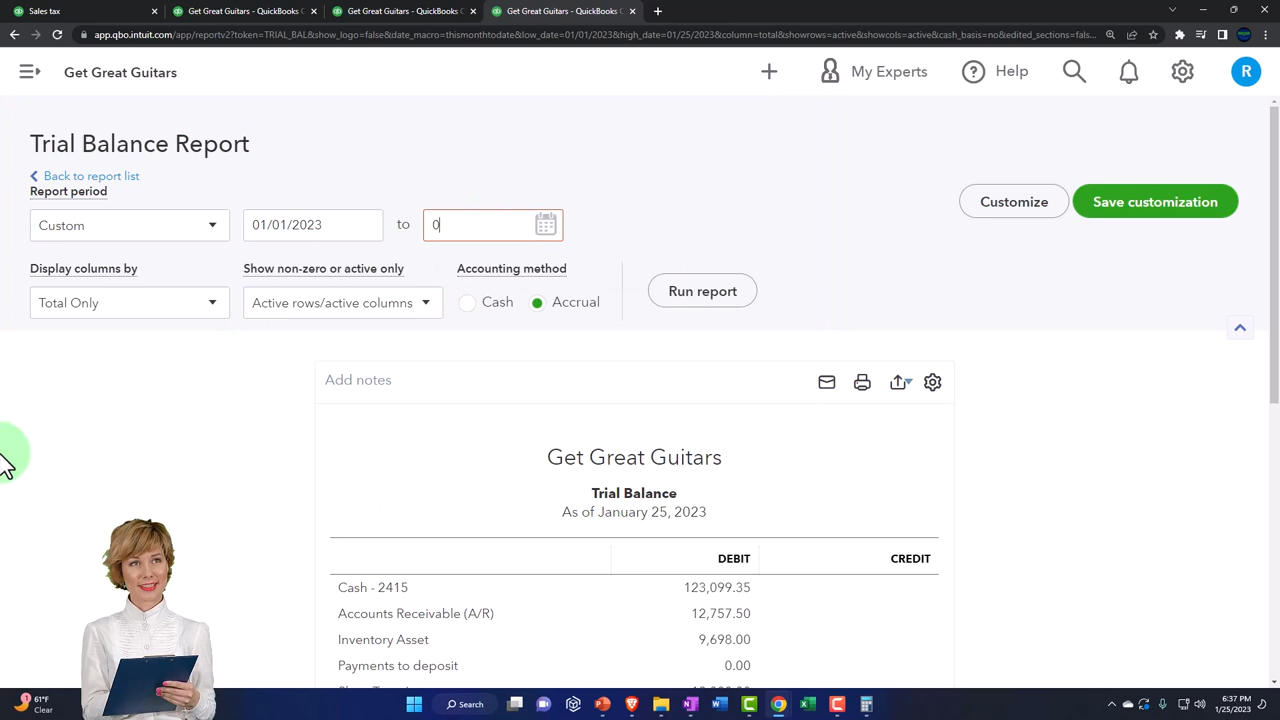 Sales tax
Get Great Guitars - QuickBooks O
Get Great Guitars - QuickBooks O
Get Great Guitars - QuickBooks O
app.qbo.intuit.com/app/reportv2?token=TRIAL_BAL&show_logo=false&date_macro=thismonthtodate&low_date=01/01/2023&high_date=01/25/2023&column=total&showrows=active&showcols=active&cash_basis=no&edited_sections=fals...
Get Great Guitars
My Experts
Help
R
Trial Balance Report
Back to report list
Report period
Custom
01/01/2023
to
0
Customize
Save customization
Display columns by
Show non-zero or active only
Accounting method
Total Only
Active rows/active columns
Cash
Accrual
Run report
Add notes
Get Great Guitars
Trial Balance
As of January 25, 2023
DEBIT CREDIT
Cash - 2415 123,099.35
Accounts Receivable (A/R) 12,757.50
Inventory Asset 9,698.00
Payments to deposit 0.00
61°F
Clear
Search
6:37 PM
1/25/2023